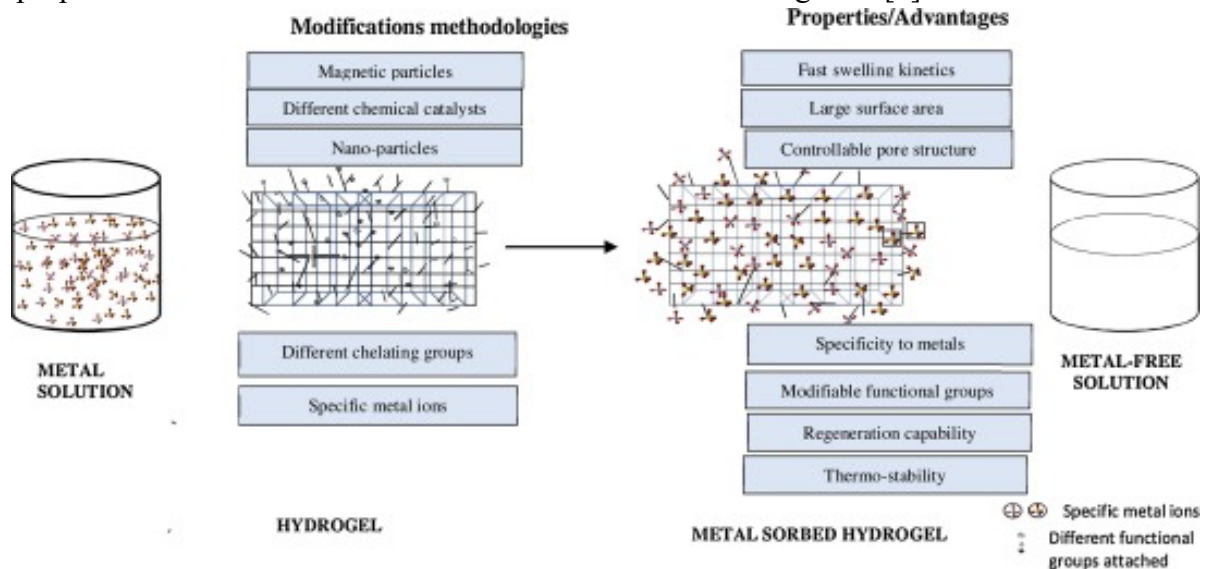 Modifications methodologies
Magnetic particles
Different chemical catalysts
Nano-particles
Different chelating groups
Specific metal ions
METAL
SOLUTION
HYDROGEL
Properties/Advantages
Fast swelling kinetics
Large surface area
Controllable pore structure
Specificity to metals
Modifiable functional groups
Regeneration capability
Thermo-stability
METAL SORBED HYDROGEL
METAL-FREE
SOLUTION
Specific metal ions
Different functional
groups attached